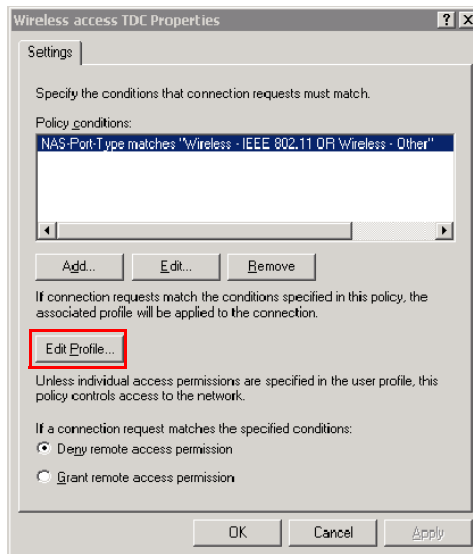 Wireless access TDC Properties
Settings
Specify the conditions that connection requests must match.
Policy conditions:
NAS-Port-Type matches "Wireless - IEEE 802.11 OR Wireless - Other"
Add... Edit... Remove
If connection requests match the conditions specified in this policy, the
associated profile will be applied to the connection.
Edit Profile...
Unless individual access permissions are specified in the user profile, this
policy controls access to the network.
If a connection request matches the specified conditions:
Deny remote access permission
Grant remote access permission
OK Cancel Apply